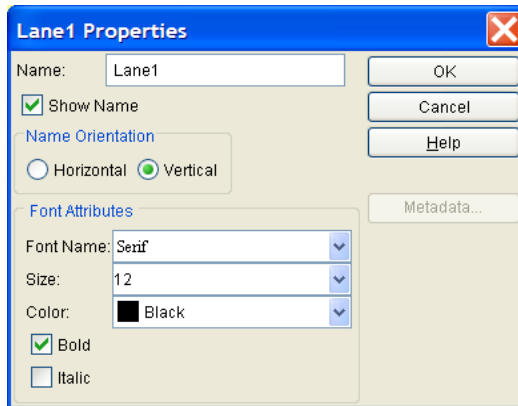 Lane1 Properties
Name: Lane1
OK
Show Name
Cancel
Name Orientation
Help
Horizontal Vertical
Font Attributes
Metadata...
Font Name: Serif
Size: 12
Color: Black
Bold
Italic